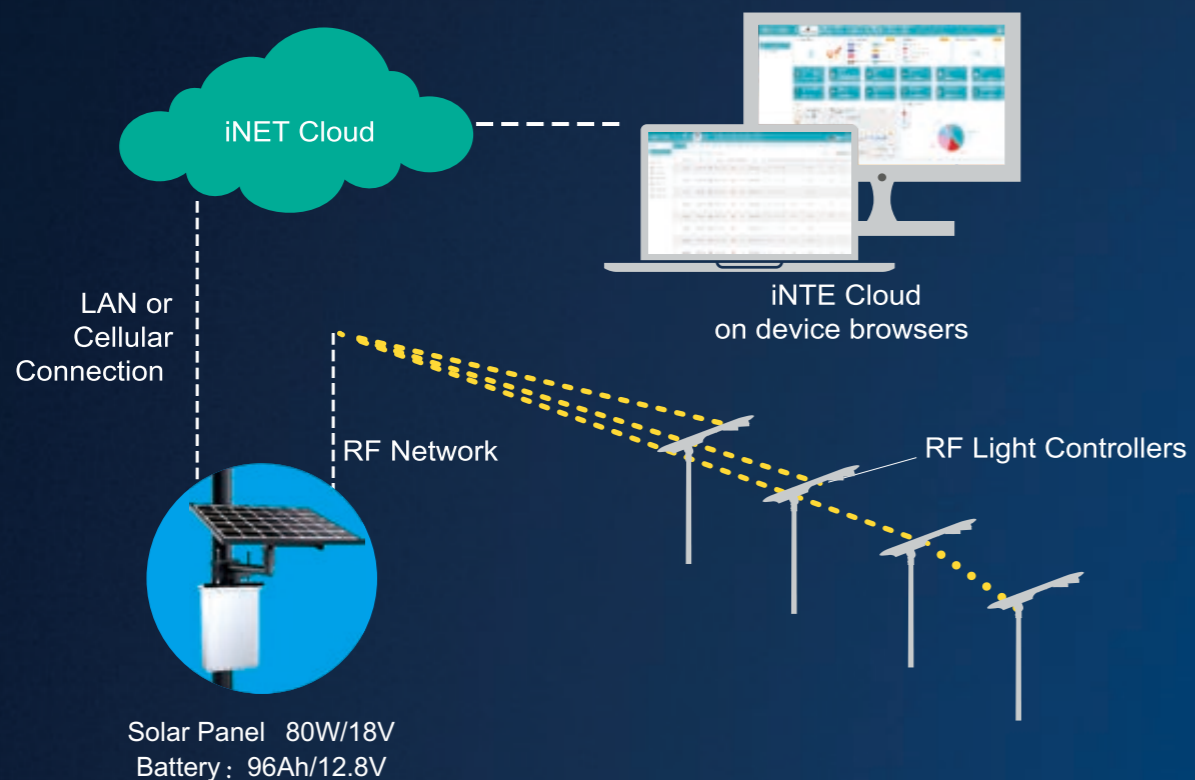 iNET Cloud
iNTE Cloud
on device browsers
LAN or
Cellular
Connection
RF Network
RF Light Controllers
Solar Panel 80W/18V
Battery：96Ah/12.8V